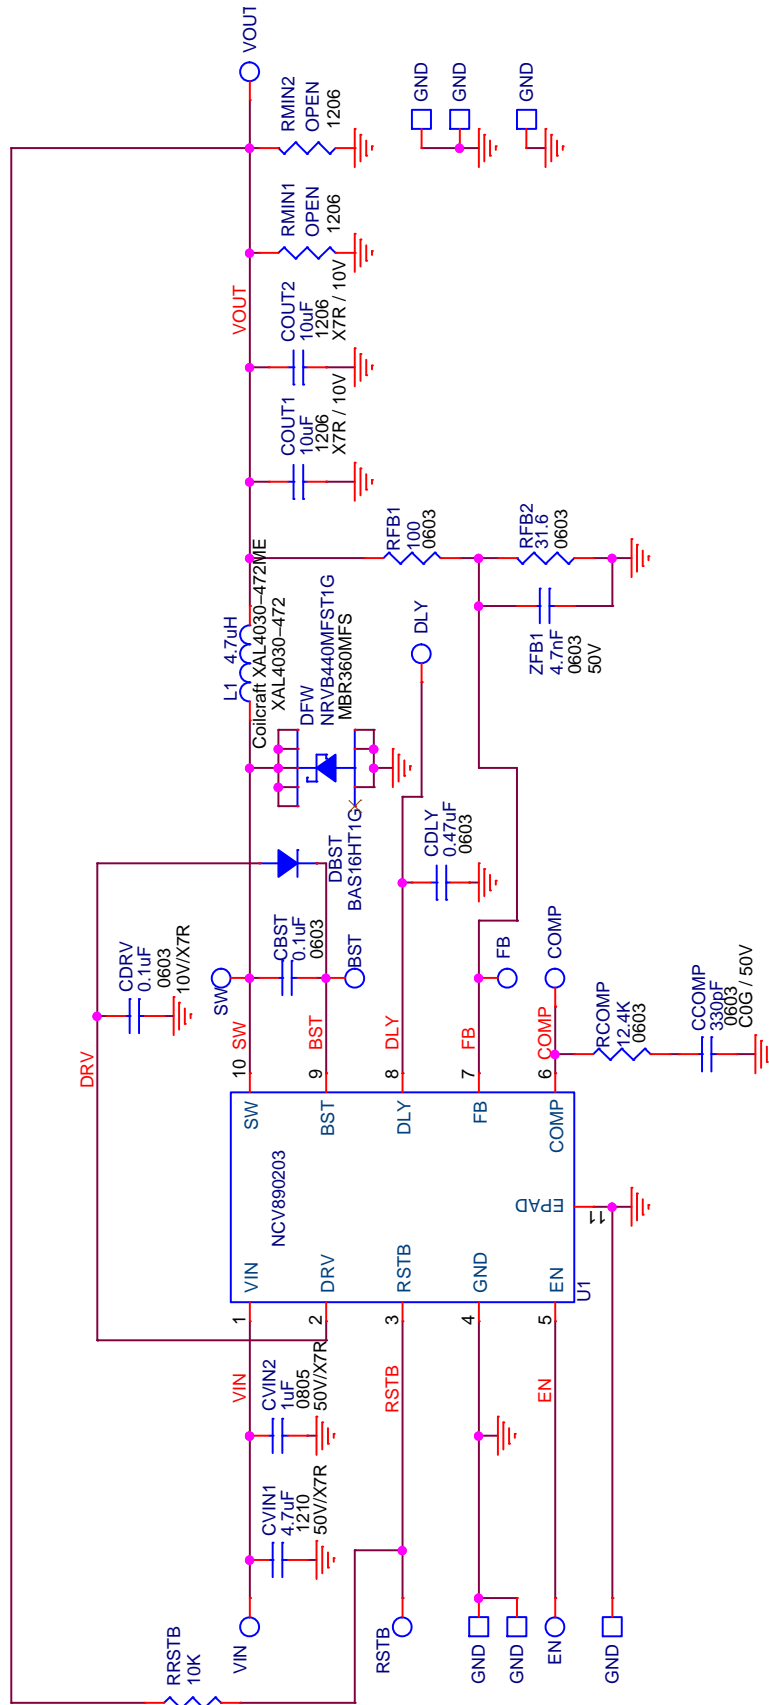 RRSTB
10K
VIN
CVIN1
4.7uF
1210
50V/X7R
CVIN2
1uF
0805
50V/X7R
VIN
1
RSTB
RSTB
3
2
GND
GND
4
EN
EN
5
GND
VIN
DRV
RSTB
GND
EN
U1
NCV890203
EPAD
11
SW
BST
DLY
FB
COMP
10
9
8
7
6
DRV
CDRV
0.1uF
0603
10V/X7R
SW
SW
BST
CBST
0.1uF
0603
BST
DBST
BAS16HT1G
DFW
NRVB440MFST1G
MBR360MFS
L1
4.7uH
Coilcraft XAL4030-472ME
XAL4030-472
DLY
CDLY
0.47uF
0603
DLY
FB
FB
COMP
COMP
RCOMP
12.4K
0603
CCOMP
330pF
0603
C0G / 50V
RFB1
100
0603
RFB2
31.6
0603
ZFB1
4.7nF
0603
50V
COUT1
10uF
1206
X7R / 10V
COUT2
10uF
1206
X7R / 10V
VOUT
RMIN1
OPEN
1206
RMIN2
OPEN
1206
VOUT
GND
GND
GND